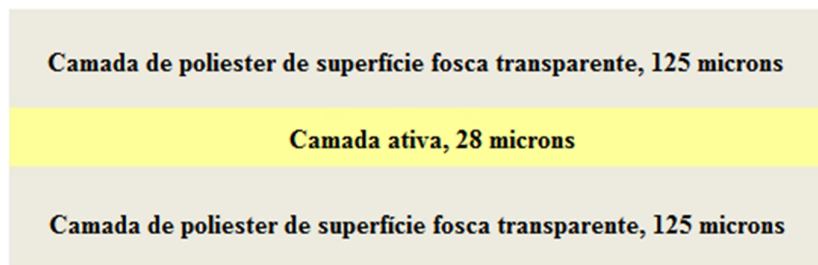 Camada de poliester de superfície fosca transparente, 125 microns
Camada ativa, 28 microns
Camada de poliester de superfície fosca transparente, 125 microns